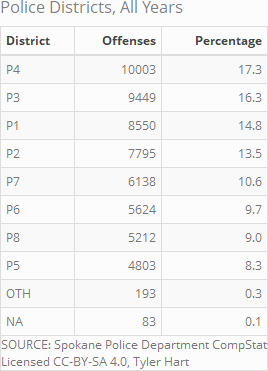 Police Districts, All Years
District Offenses Percentage
P4 10003 17.3
P3 9449 16.3
P1 8550 14.8
P2 7795 13.5
P7 6138 10.6
P6 5624 9.7
P8 5212 9.0
P5 4803 8.3
OTH 193 0.3
NA 83 0.1
SOURCE: Spokane Police Department CompStat
Licensed CC-BY-SA 4.0, Tyler Hart